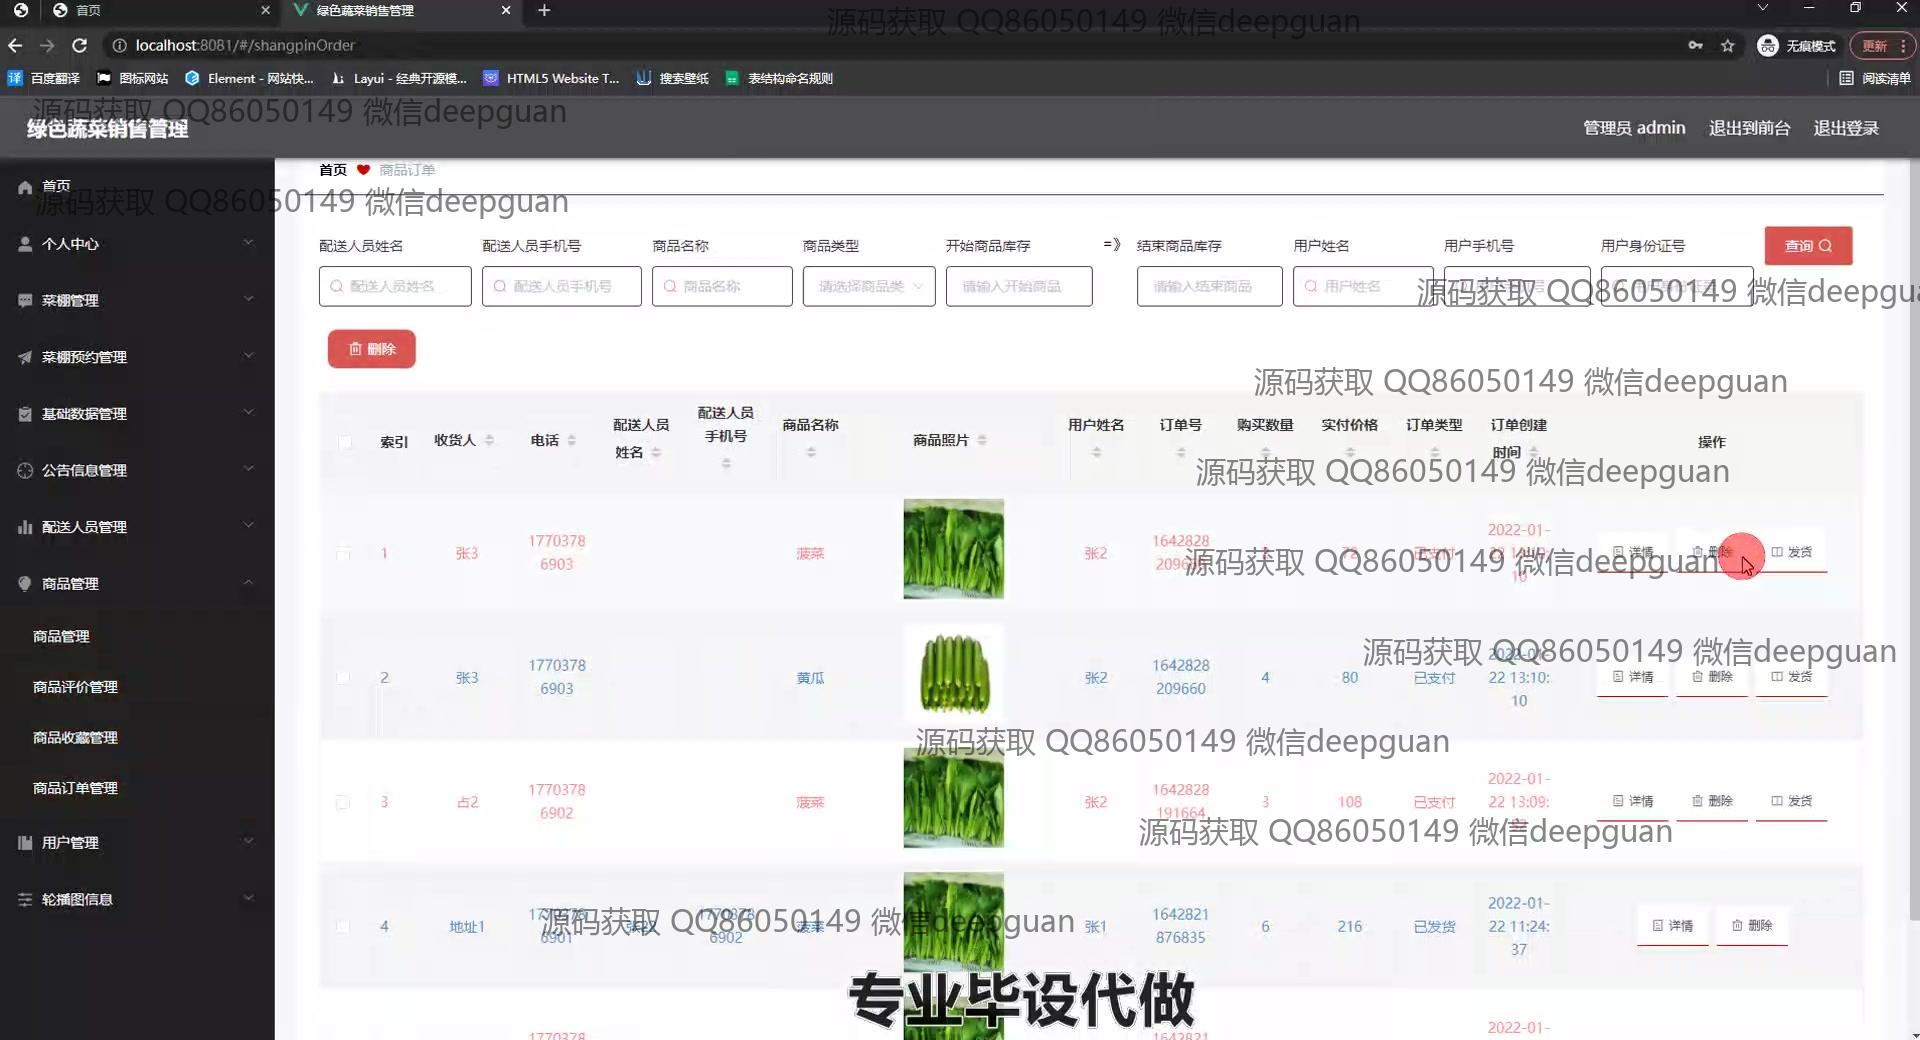 首页
绿色蔬菜销售管理
localhost:8081/#/shangpinOrder
无痕模式
更新
百度翻译
图标网站
Element - 网站快...
Layui - 经典开源模...
HTML5 Website T...
搜索壁纸
表结构命名规则
阅读清单
源码获取 QQ86050149 微信deepguan
源码获取 QQ86050149 微信deepguan
绿色蔬菜销售管理
管理员 admin
退出到前台
退出登录
首页
个人中心
菜棚管理
菜棚预约管理
基础数据管理
公告信息管理
配送人员管理
商品管理
商品管理
商品评价管理
商品收藏管理
商品订单管理
用户管理
轮播图信息
源码获取 QQ86050149 微信deepguan
首页 商品订单
配送人员姓名 配送人员手机号 商品名称 商品类型 开始商品库存 =》 结束商品库存 用户姓名 用户手机号 用户身份证号 查询
配送人员姓名 配送人员手机号 商品名称 请选择商品类 请输入开始商品 请输入结束商品 用户姓名
源码获取 QQ86050149 微信deepgua
删除
源码获取 QQ86050149 微信deepguan
索引 收货人 电话 配送人员姓名 配送人员手机号 商品名称 商品照片 用户姓名 订单号 购买数量 实付价格 订单类型 订单创建时间 操作
源码获取 QQ86050149 微信deepguan
1 张3 17703786903 菠菜 张2 已支付 详情 删除 发货
源码获取 QQ86050149 微信deepguan
源码获取 QQ86050149 微信deepguan
2 张3 17703786903 黄瓜 张2 1642828209660 4 80 已支付 2022-01-22 13:10:10 详情 删除 发货
源码获取 QQ86050149 微信deepguan
3 占2 17703786902 菠菜 张2 1642828191664 3 108 已支付 2022-01-22 13:09: 详情 删除 发货
源码获取 QQ86050149 微信deepguan
4 地址1 菠菜 张1 1642821876835 6 216 已发货 2022-01-22 11:24:37 详情 删除
源码获取 QQ86050149 微信deepguan
专业毕设代做
1770378
1642821
2022-01-